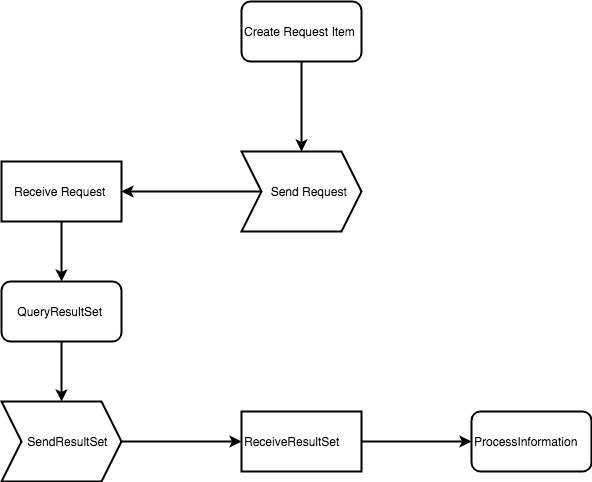 Create Request Item
Send Request
Receive Request
QueryResultSet
SendResultSet
ReceiveResultSet
ProcessInformation